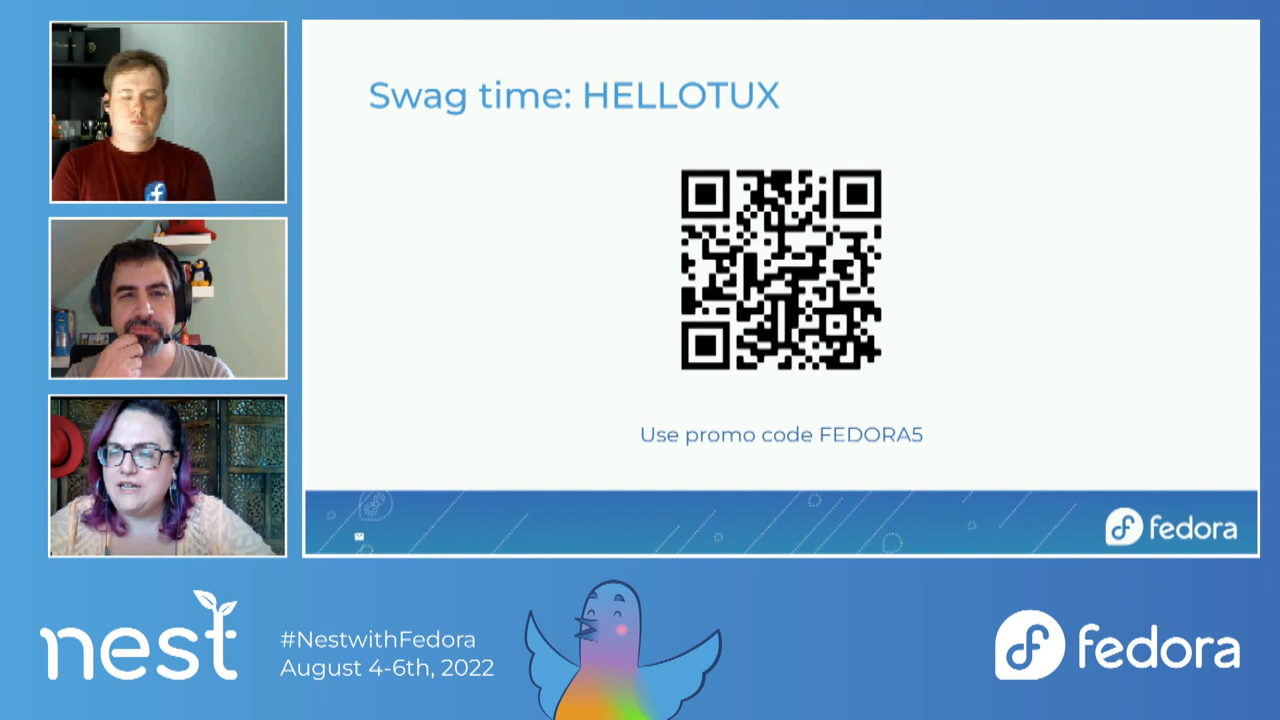 Swag time: HELLOTUX
Use promo code FEDORA5
fedora
nest
#NestwithFedora
August 4-6th, 2022
fedora